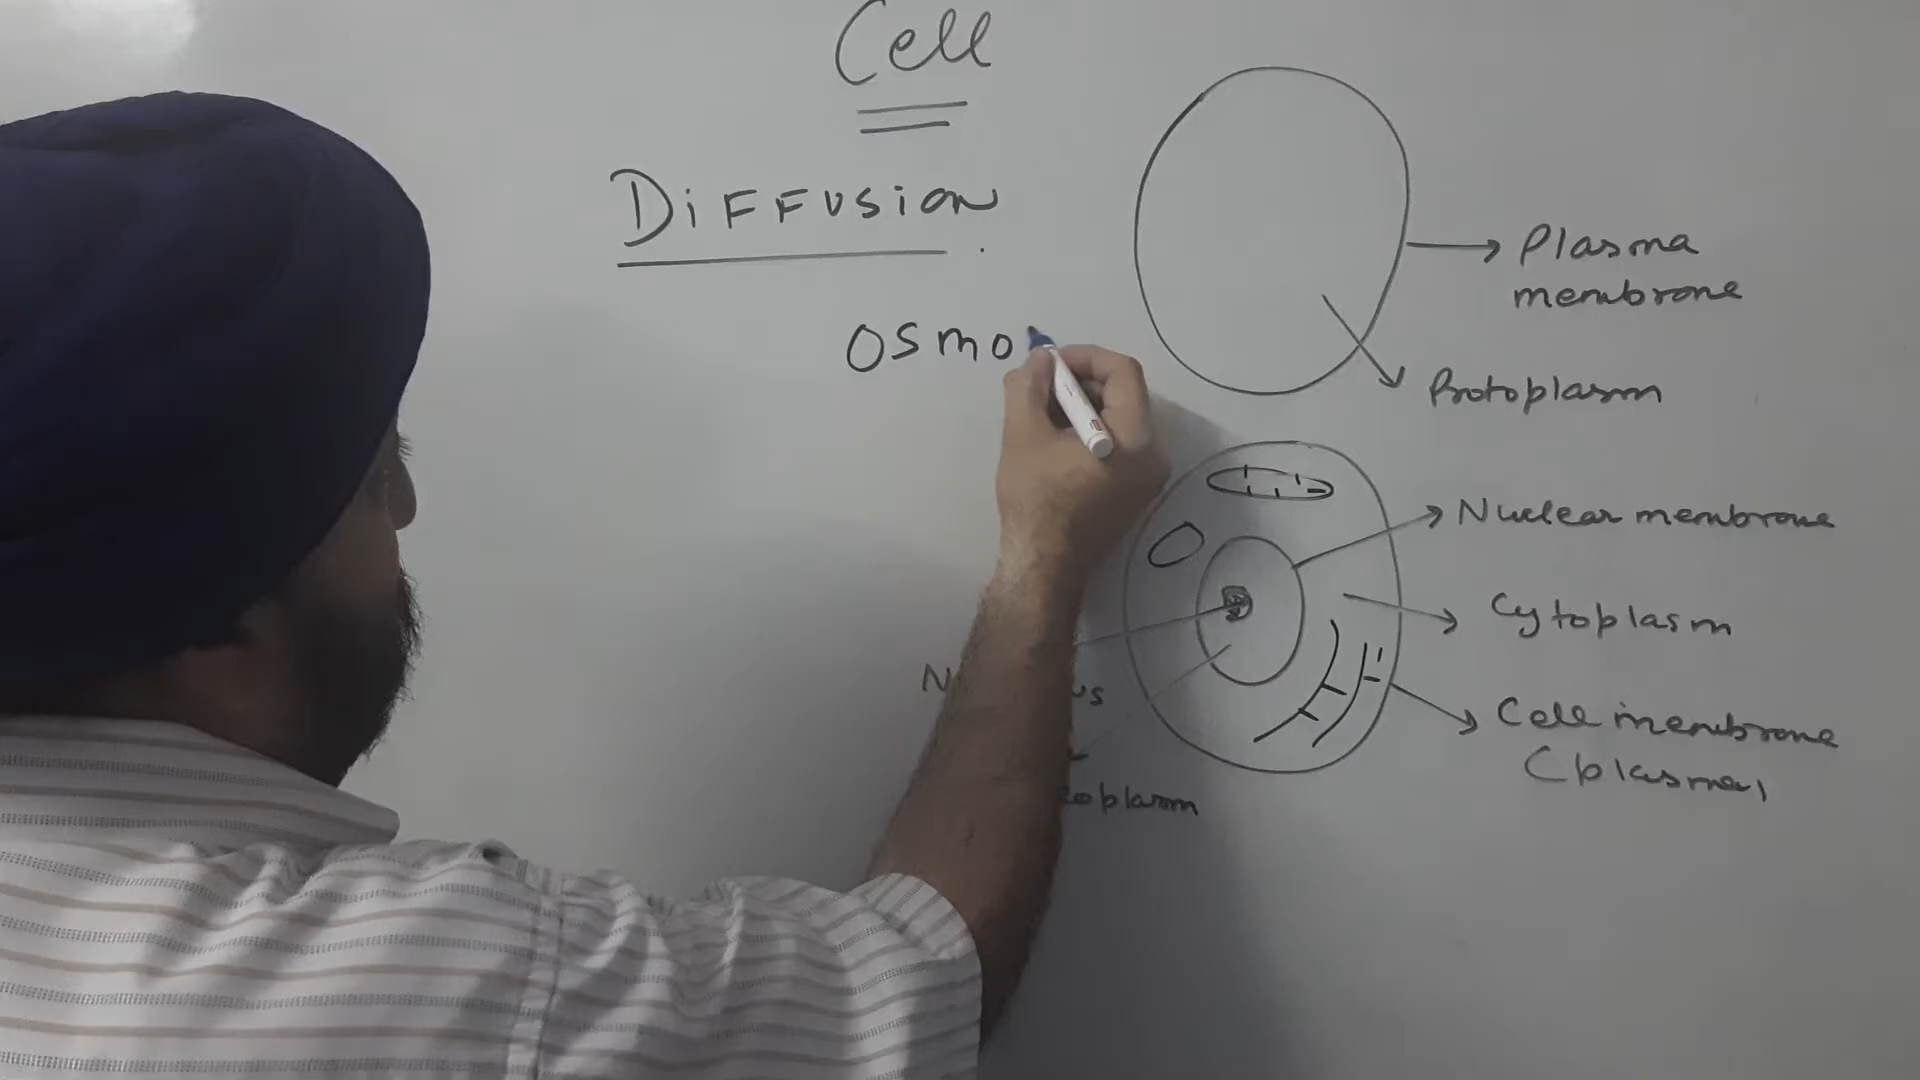 Cell
Diffusion
Plasma
membrane
Osmo
Protoplasm
Nuclear membrane
Cytoplasm
Cell membrane
(plasma)